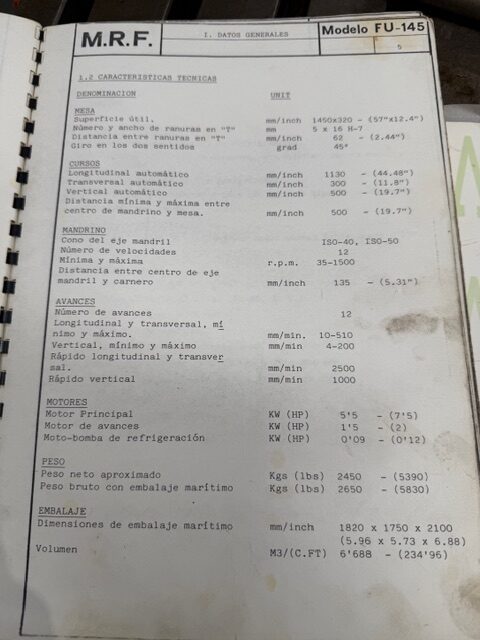 M.R.F.
I. DATOS GENERALES
Modelo FU-145
5
1.2 CARACTERISTICAS TECNICAS
DENOMINACION UNIT
MESA
Superficie útil. mm/inch 1450x320 - (57"x12.4")
Número y ancho de ranuras en "T" mm 5 x 16 H-7
Distancia entre ranuras en "T" mm/inch 62 - (2.44")
Giro en los dos sentidos grad 45°
CURSOS
Longitudinal automático mm/inch 1130 - (44.48")
Transversal automático mm/inch 300 - (11.8")
Vertical automático mm/inch 500 - (19.7")
Distancia mínima y máxima entre
centro de mandrino y mesa. mm/inch 500 - (19.7")
MANDRINO
Cono del eje mandril ISO-40, ISO-50
Número de velocidades 12
Mínima y máxima r.p.m. 35-1500
Distancia entre centro de eje
mandril y carnero mm/inch 135 - (5.31")
AVANCES
Número de avances 12
Longitudinal y transversal, mí
nimo y máximo. mm/min. 10-510
Vertical, mínimo y máximo mm/min 4-200
Rápido longitudinal y transver
sal. mm/min 2500
Rápido vertical mm/min 1000
MOTORES
Motor Principal KW (HP) 5'5 - (7'5)
Motor de avances KW (HP) 1'5 - (2)
Moto-bomba de refrigeración KW (HP) 0'09 - (0'12)
PESO
Peso neto aproximado Kgs (lbs) 2450 - (5390)
Peso bruto con embalaje marítimo Kgs (lbs) 2650 - (5830)
EMBALAJE
Dimensiones de embalaje marítimo mm/inch 1820 x 1750 x 2100
(5.96 x 5.73 x 6.88)
Volumen M3/(C.FT) 6'688 - (234'96)